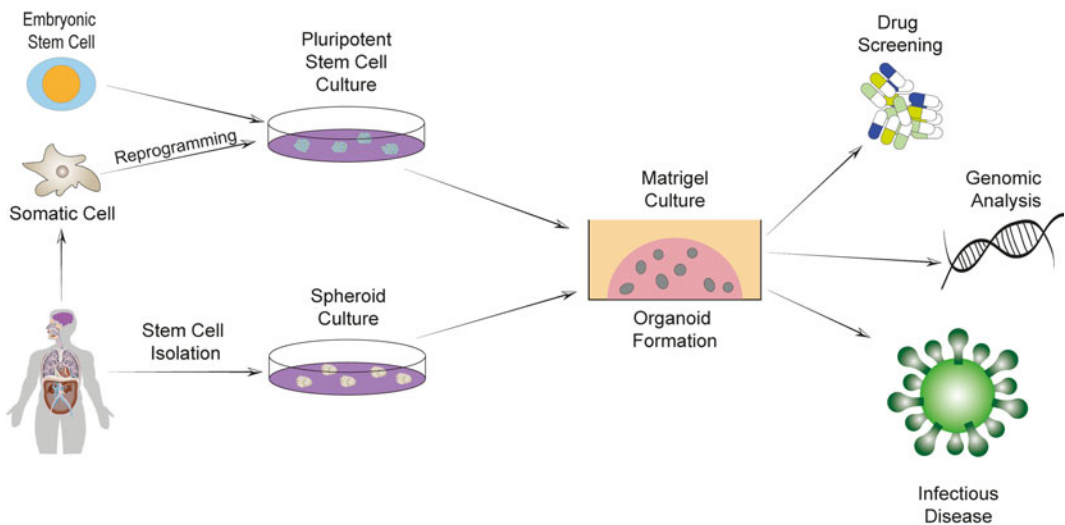 Embryonic
Stem Cell
Pluripotent
Stem Cell
Culture
Reprogramming
Somatic Cell
Stem Cell
Isolation
Spheroid
Culture
Matrigel
Culture
Organoid
Formation
Drug
Screening
Genomic
Analysis
Infectious
Disease